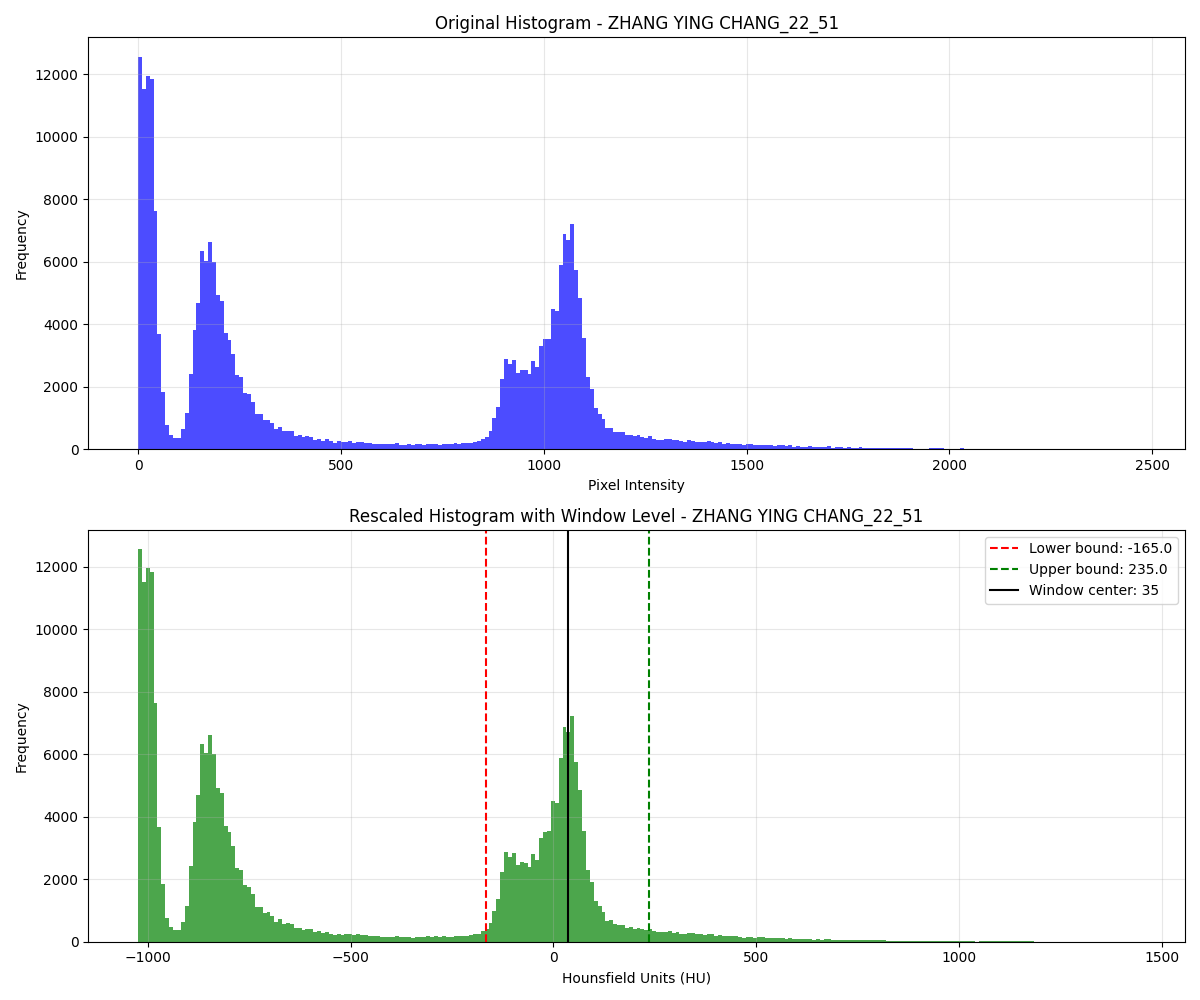 Original Histogram - ZHANG YING CHANG_22_51
12000
10000
8000
6000
4000
2000
0
Frequency
0 500 1000 1500 2000 2500
Pixel Intensity
Rescaled Histogram with Window Level - ZHANG YING CHANG_22_51
Lower bound: -165.0
Upper bound: 235.0
Window center: 35
12000
10000
8000
6000
4000
2000
0
Frequency
−1000 −500 0 500 1000 1500
Hounsfield Units (HU)